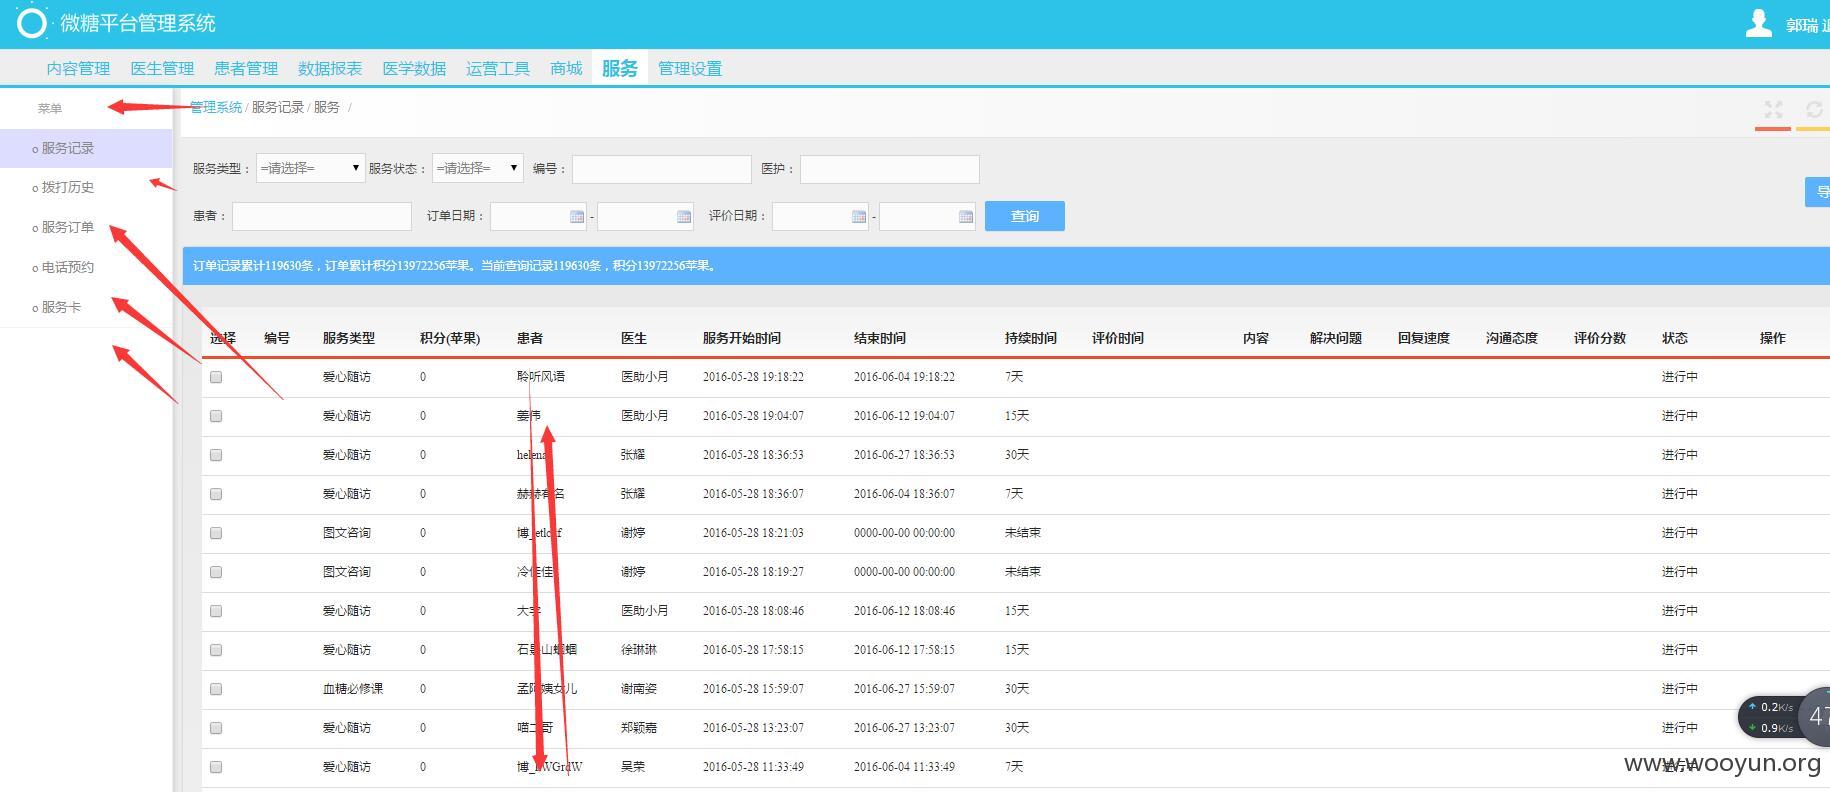 微糖平台管理系统
郭瑞
内容管理 医生管理 患者管理 数据报表 医学数据 运营工具 商城 服务 管理设置
菜单
管理系统 / 服务记录 / 服务 /
服务记录
拨打历史
服务订单
电话预约
服务卡
服务类型： =请选择= 服务状态： =请选择= 编号： 医护：
导
患者： 订单日期： - 评价日期： - 查询
订单记录累计119630条，订单累计积分13972256苹果。当前查询记录119630条，积分13972256苹果。
选择 编号 服务类型 积分(苹果) 患者 医生 服务开始时间 结束时间 持续时间 评价时间 内容 解决问题 回复速度 沟通态度 评价分数 状态 操作
爱心随访 0 聆听风语 医助小月 2016-05-28 19:18:22 2016-06-04 19:18:22 7天 进行中
爱心随访 0 姜伟 医助小月 2016-05-28 19:04:07 2016-06-12 19:04:07 15天 进行中
爱心随访 0 helena 张耀 2016-05-28 18:36:53 2016-06-27 18:36:53 30天 进行中
爱心随访 0 赫赫有名 张耀 2016-05-28 18:36:07 2016-06-04 18:36:07 7天 进行中
图文咨询 0 谢婷 2016-05-28 18:21:03 0000-00-00 00:00:00 未结束 进行中
图文咨询 0 冷佳佳 谢婷 2016-05-28 18:19:27 0000-00-00 00:00:00 未结束 进行中
爱心随访 0 大宇 医助小月 2016-05-28 18:08:46 2016-06-12 18:08:46 15天 进行中
爱心随访 0 徐琳琳 2016-05-28 17:58:15 2016-06-12 17:58:15 15天 进行中
血糖必修课 0 孟阿姨女儿 谢南姿 2016-05-28 15:59:07 2016-06-27 15:59:07 30天 进行中
爱心随访 0 喵二哥 郑颖嘉 2016-05-28 13:23:07 2016-06-27 13:23:07 30天 进行中
爱心随访 0 吴荣 2016-05-28 11:33:49 2016-06-04 11:33:49 7天 进行中
0.2K/s
0.9K/s
47
www.wooyun.org